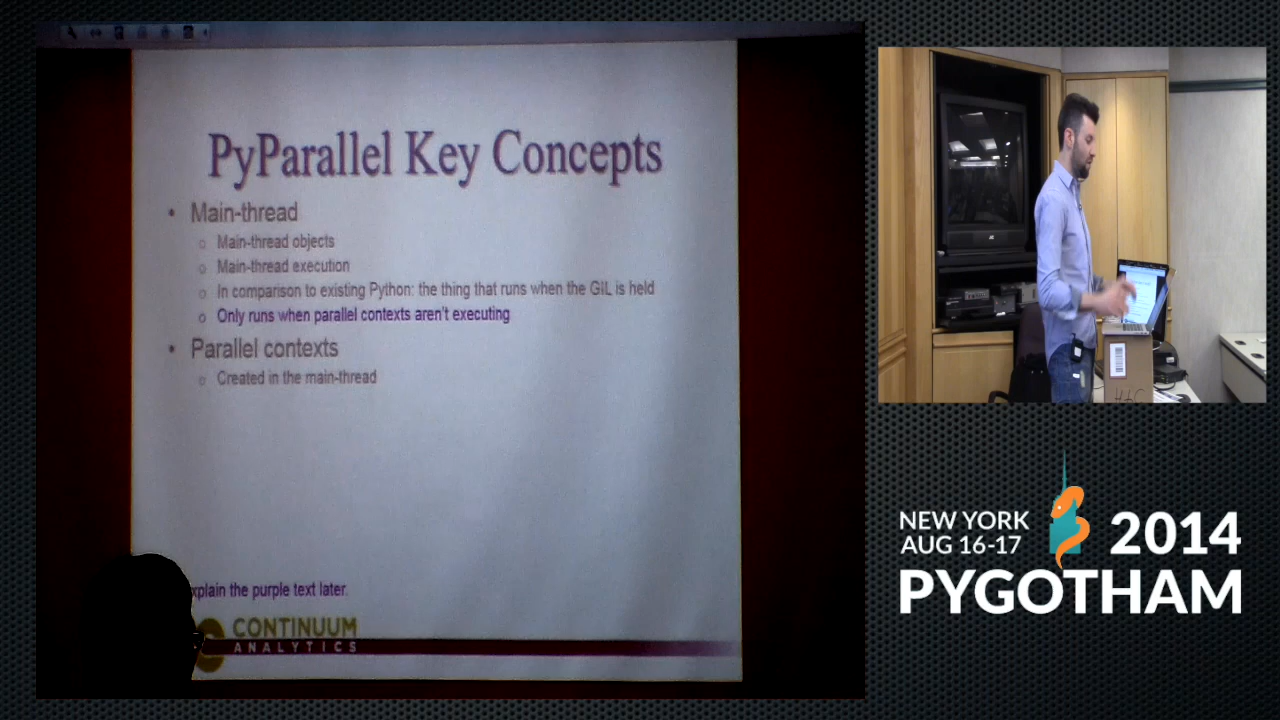 PyParallel Key Concepts
• Main-thread
o Main-thread objects
o Main-thread execution
o In comparison to existing Python: the thing that runs when the GIL is held
o Only runs when parallel contexts aren't executing
• Parallel contexts
o Created in the main-thread
xplain the purple text later.
CONTINUUM
ANALYTICS
JVC
NEW YORK
AUG 16-17
2014
PYGOTHAM